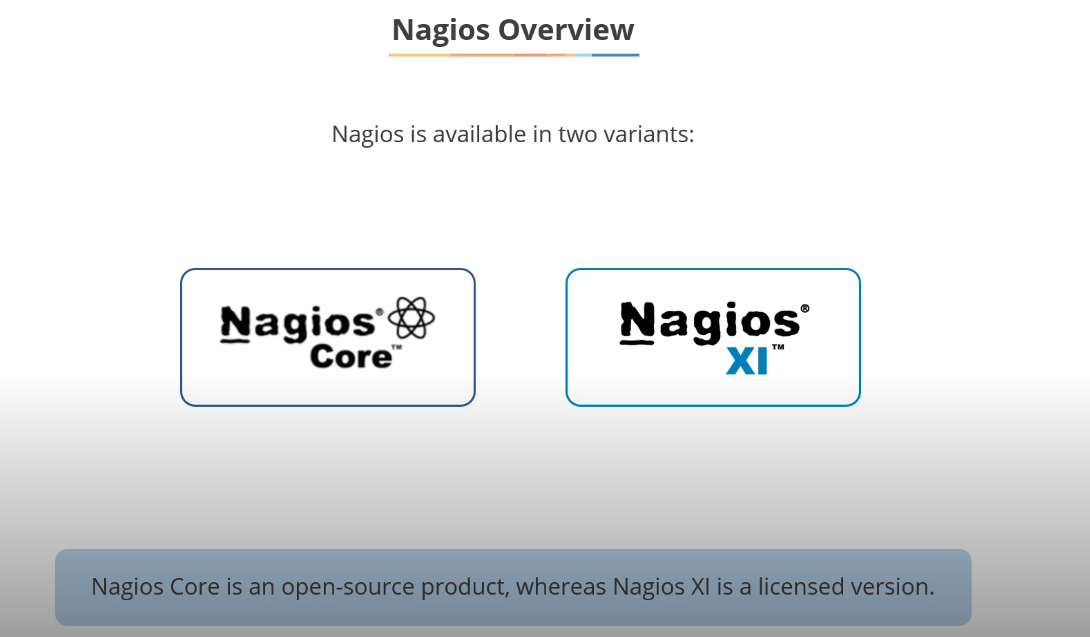 Nagios Overview
Nagios is available in two variants:
Nagios®
Core™
Nagios®
XI™
Nagios Core is an open-source product, whereas Nagios XI is a licensed version.